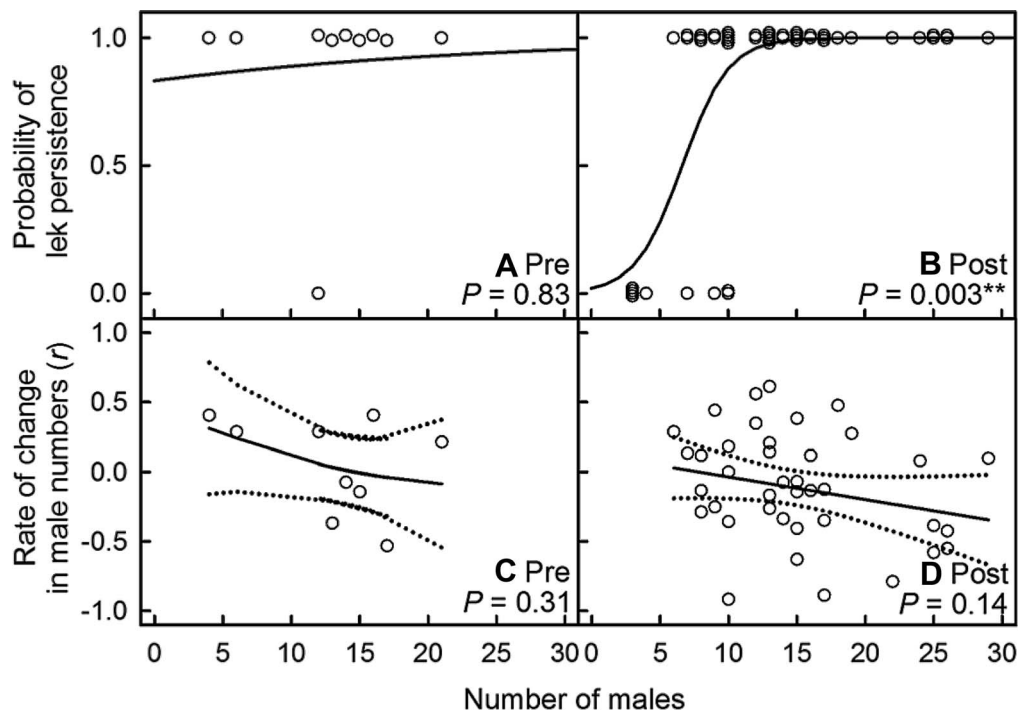 Probability of
lek persistence
1.0
0.5
0.0
A Pre
P = 0.83
B Post
P = 0.003**
Rate of change
in male numbers (r)
1.0
0.5
0.0
-0.5
-1.0
C Pre
P = 0.31
D Post
P = 0.14
0 5 10 15 20 25 30 0 5 10 15 20 25 30
Number of males